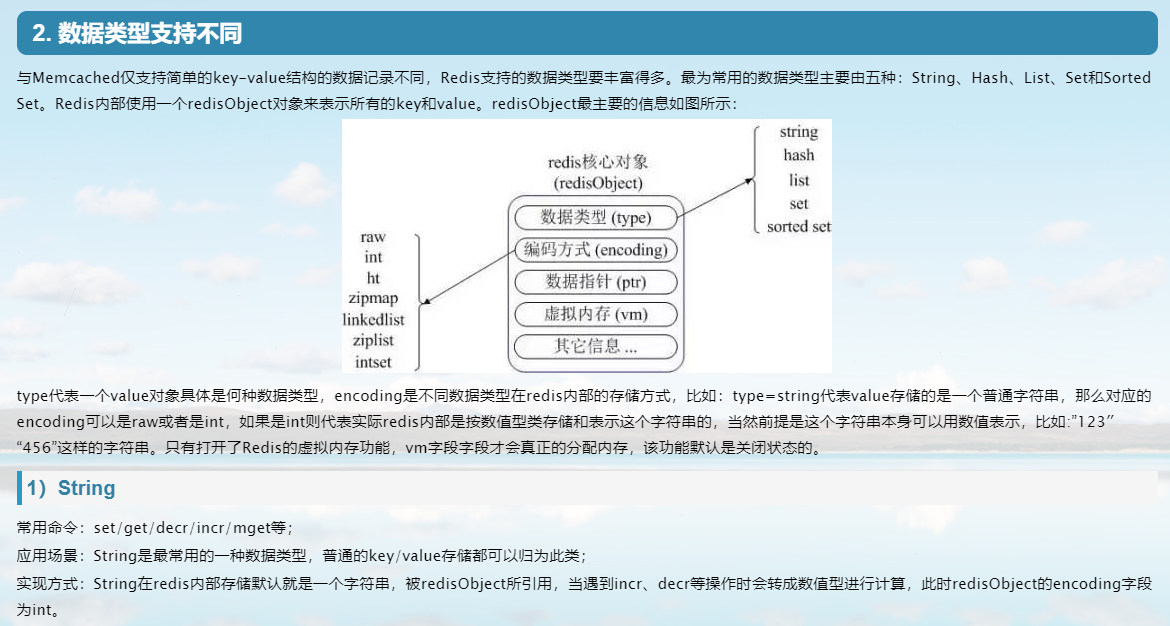 2. 数据类型支持不同
与Memcached仅支持简单的key-value结构的数据记录不同，Redis支持的数据类型要丰富得多。最为常用的数据类型主要由五种：String、Hash、List、Set和Sorted
Set。Redis内部使用一个redisObject对象来表示所有的key和value。redisObject最主要的信息如图所示：
redis核心对象
(redisObject)
数据类型 (type)
编码方式 (encoding)
数据指针 (ptr)
虚拟内存 (vm)
其它信息 ...
string
hash
list
set
sorted set
raw
int
ht
zipmap
linkedlist
ziplist
intset
type代表一个value对象具体是何种数据类型，encoding是不同数据类型在redis内部的存储方式，比如：type=string代表value存储的是一个普通字符串，那么对应的
encoding可以是raw或者是int，如果是int则代表实际redis内部是按数值型类存储和表示这个字符串的，当然前提是这个字符串本身可以用数值表示，比如:”123″
“456”这样的字符串。只有打开了Redis的虚拟内存功能，vm字段字段才会真正的分配内存，该功能默认是关闭状态的。
1）String
常用命令：set/get/decr/incr/mget等；
应用场景：String是最常用的一种数据类型，普通的key/value存储都可以归为此类；
实现方式：String在redis内部存储默认就是一个字符串，被redisObject所引用，当遇到incr、decr等操作时会转成数值型进行计算，此时redisObject的encoding字段
为int。